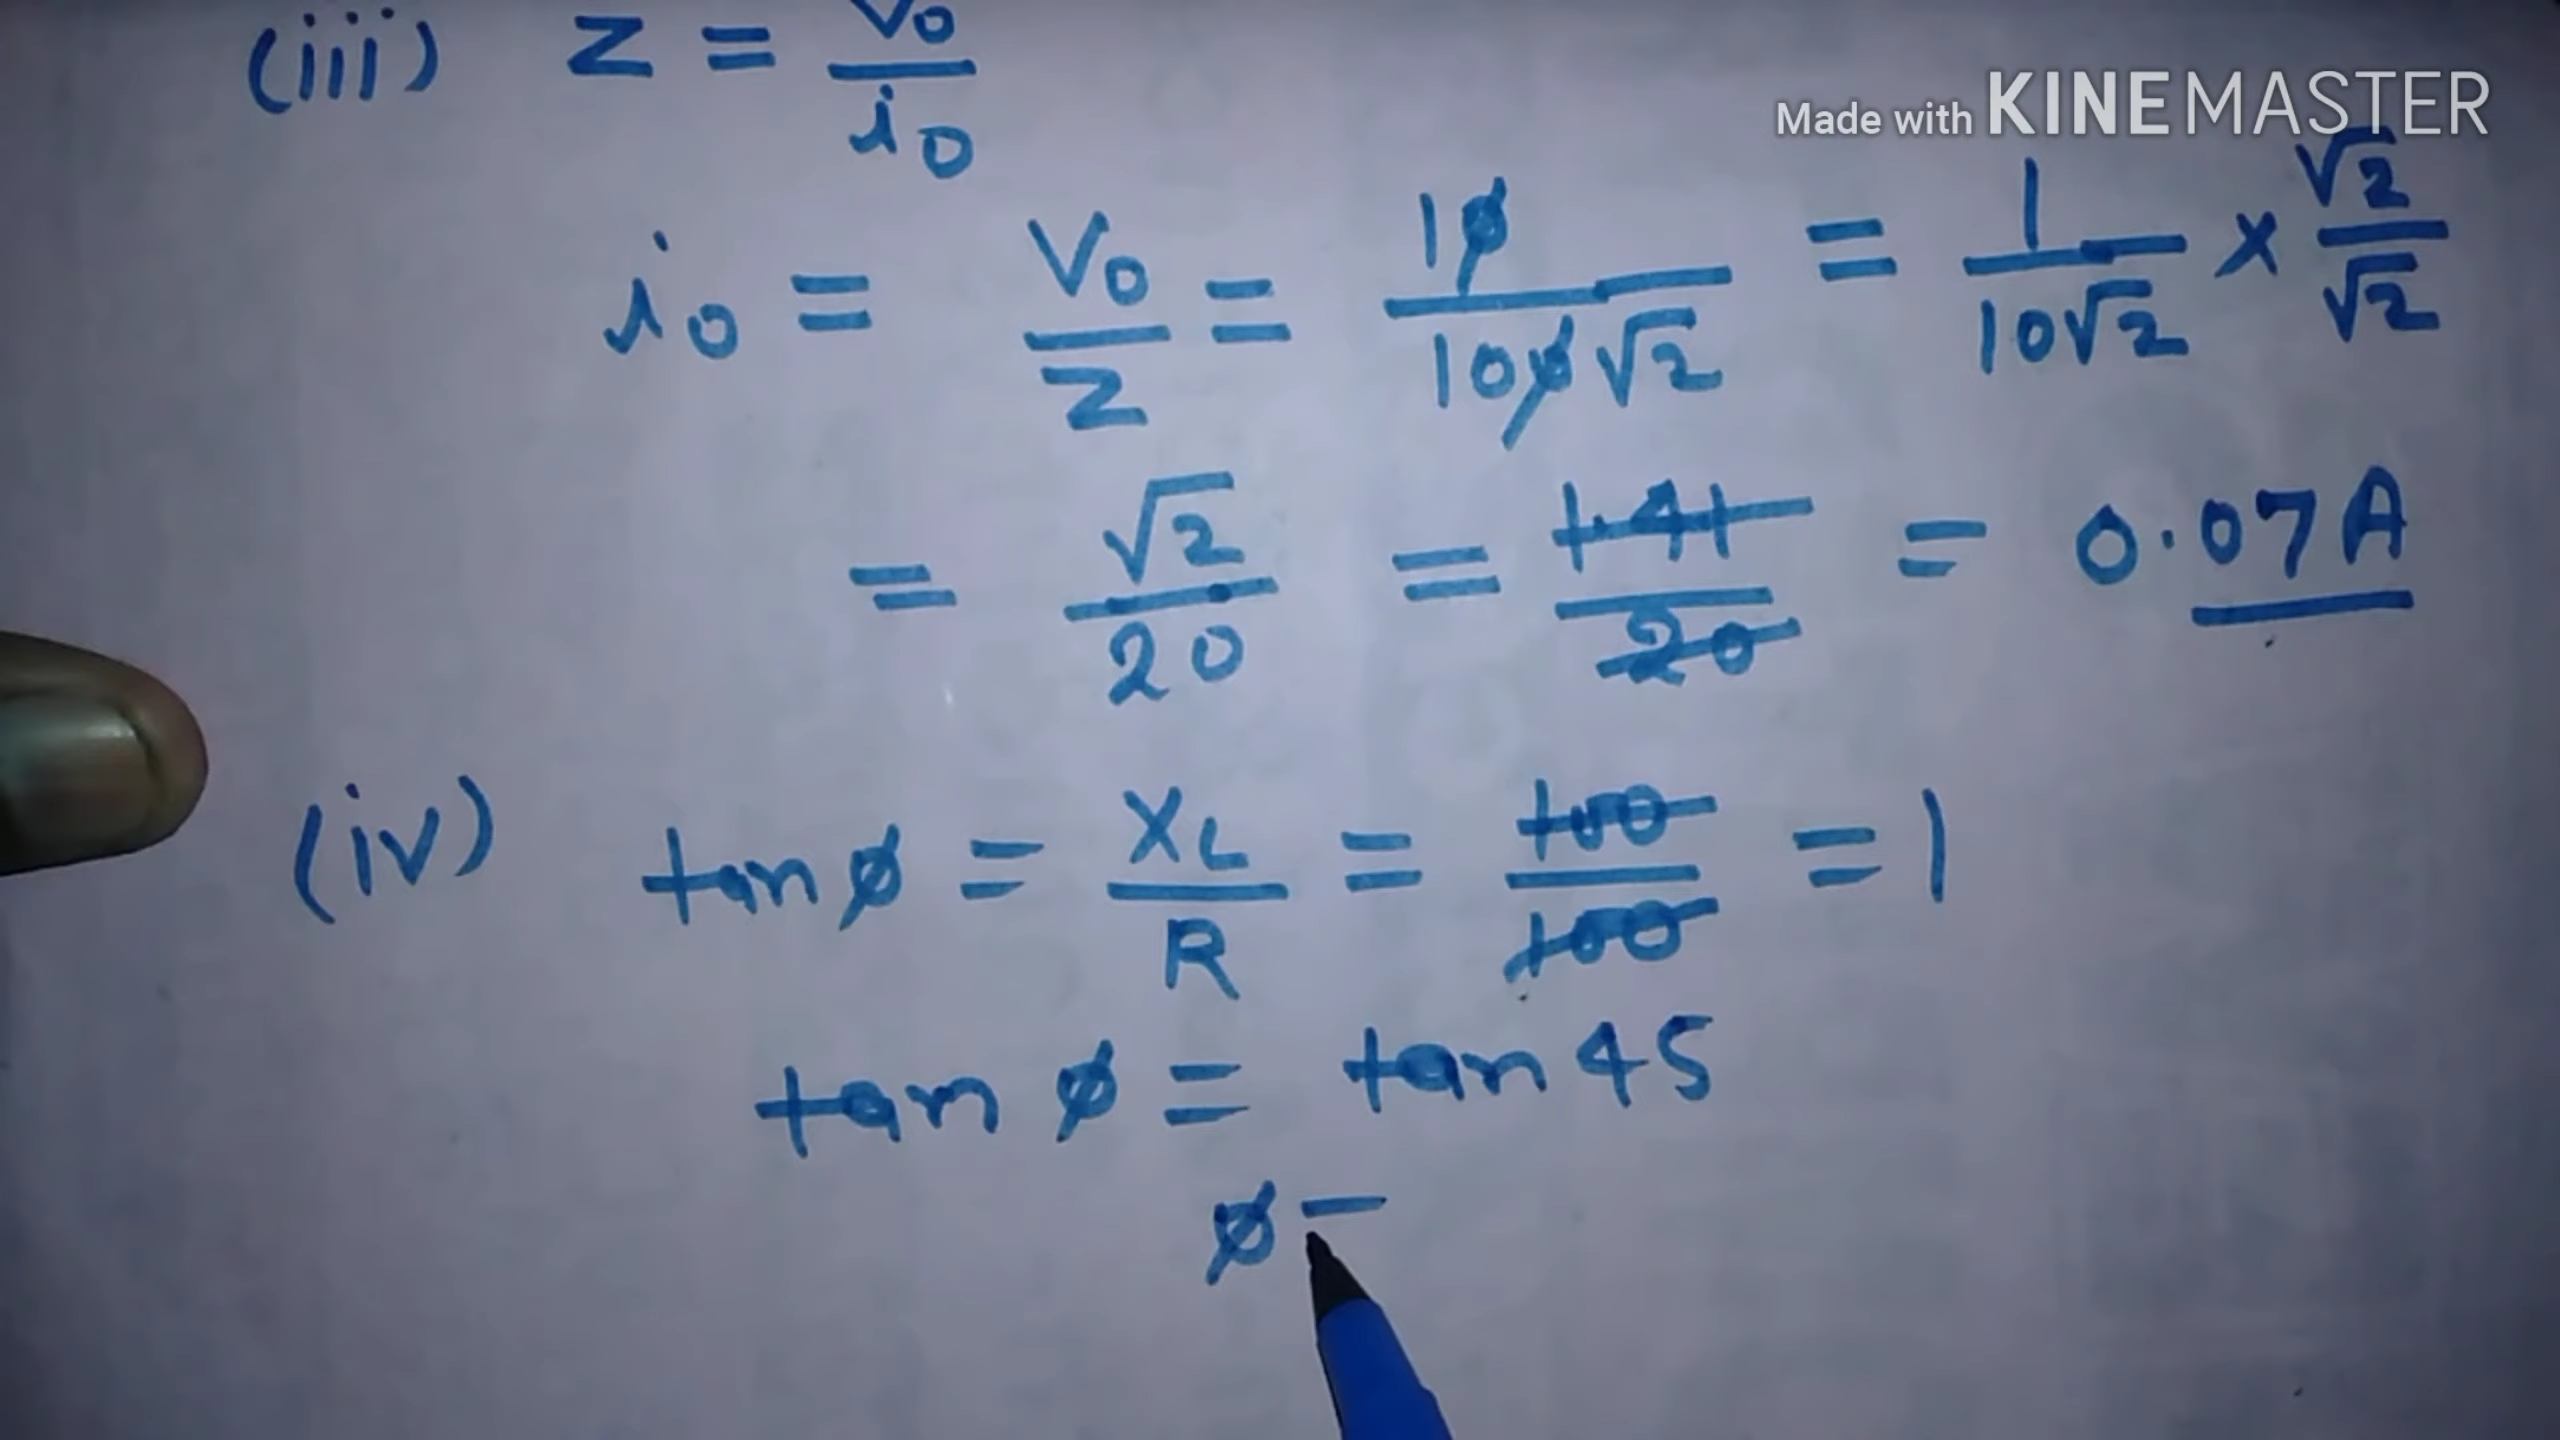 (iii) Z = V₀/i₀
Made with KINEMASTER
i₀ = V₀/Z = 10/100√2 = 1/10√2 × √2/√2
= √2/20 = 1.41/20 = 0.07A
(iv) tan φ = X_L/R = 100/100 = 1
tan φ = tan 45
φ –